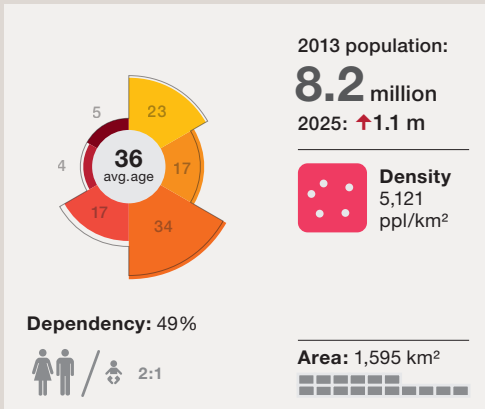 2013 population:
8.2 million
2025: 1.1 m
5
23
4
36
avg.age
17
17
34
Density
5,121
ppl/km²
Dependency: 49%
2:1
Area: 1,595 km²